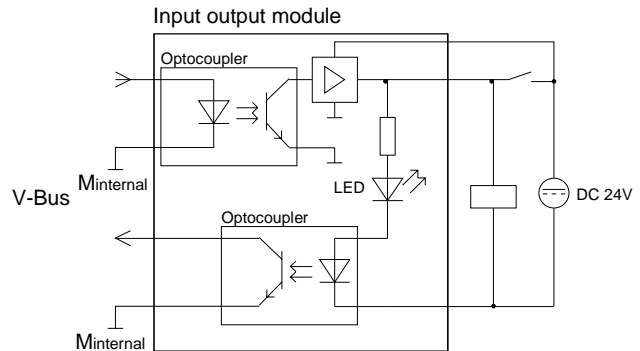 Input output module
Optocoupler
Minternal
V-Bus
LED
DC 24V
Optocoupler
Minternal